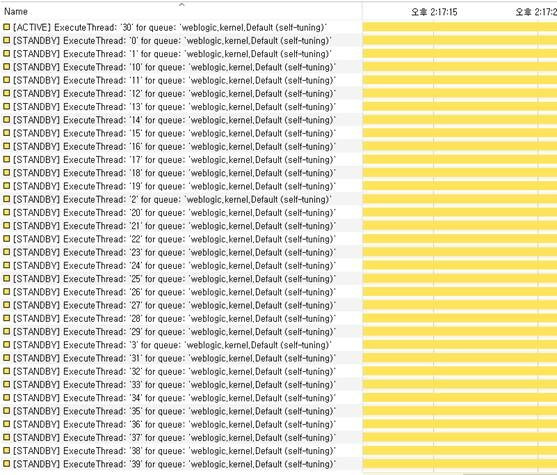 Name
오후 2:17:15 오후 2:17:2
[ACTIVE] ExecuteThread: '30' for queue: 'weblogic.kernel.Default (self-tuning)'
[STANDBY] ExecuteThread: '0' for queue: 'weblogic.kernel.Default (self-tuning)'
[STANDBY] ExecuteThread: '1' for queue: 'weblogic.kernel.Default (self-tuning)'
[STANDBY] ExecuteThread: '10' for queue: 'weblogic.kernel.Default (self-tuning)'
[STANDBY] ExecuteThread: '11' for queue: 'weblogic.kernel.Default (self-tuning)'
[STANDBY] ExecuteThread: '12' for queue: 'weblogic.kernel.Default (self-tuning)'
[STANDBY] ExecuteThread: '13' for queue: 'weblogic.kernel.Default (self-tuning)'
[STANDBY] ExecuteThread: '14' for queue: 'weblogic.kernel.Default (self-tuning)'
[STANDBY] ExecuteThread: '15' for queue: 'weblogic.kernel.Default (self-tuning)'
[STANDBY] ExecuteThread: '16' for queue: 'weblogic.kernel.Default (self-tuning)'
[STANDBY] ExecuteThread: '17' for queue: 'weblogic.kernel.Default (self-tuning)'
[STANDBY] ExecuteThread: '18' for queue: 'weblogic.kernel.Default (self-tuning)'
[STANDBY] ExecuteThread: '19' for queue: 'weblogic.kernel.Default (self-tuning)'
[STANDBY] ExecuteThread: '2' for queue: 'weblogic.kernel.Default (self-tuning)'
[STANDBY] ExecuteThread: '20' for queue: 'weblogic.kernel.Default (self-tuning)'
[STANDBY] ExecuteThread: '21' for queue: 'weblogic.kernel.Default (self-tuning)'
[STANDBY] ExecuteThread: '22' for queue: 'weblogic.kernel.Default (self-tuning)'
[STANDBY] ExecuteThread: '23' for queue: 'weblogic.kernel.Default (self-tuning)'
[STANDBY] ExecuteThread: '24' for queue: 'weblogic.kernel.Default (self-tuning)'
[STANDBY] ExecuteThread: '25' for queue: 'weblogic.kernel.Default (self-tuning)'
[STANDBY] ExecuteThread: '26' for queue: 'weblogic.kernel.Default (self-tuning)'
[STANDBY] ExecuteThread: '27' for queue: 'weblogic.kernel.Default (self-tuning)'
[STANDBY] ExecuteThread: '28' for queue: 'weblogic.kernel.Default (self-tuning)'
[STANDBY] ExecuteThread: '29' for queue: 'weblogic.kernel.Default (self-tuning)'
[STANDBY] ExecuteThread: '3' for queue: 'weblogic.kernel.Default (self-tuning)'
[STANDBY] ExecuteThread: '31' for queue: 'weblogic.kernel.Default (self-tuning)'
[STANDBY] ExecuteThread: '32' for queue: 'weblogic.kernel.Default (self-tuning)'
[STANDBY] ExecuteThread: '33' for queue: 'weblogic.kernel.Default (self-tuning)'
[STANDBY] ExecuteThread: '34' for queue: 'weblogic.kernel.Default (self-tuning)'
[STANDBY] ExecuteThread: '35' for queue: 'weblogic.kernel.Default (self-tuning)'
[STANDBY] ExecuteThread: '36' for queue: 'weblogic.kernel.Default (self-tuning)'
[STANDBY] ExecuteThread: '37' for queue: 'weblogic.kernel.Default (self-tuning)'
[STANDBY] ExecuteThread: '38' for queue: 'weblogic.kernel.Default (self-tuning)'
[STANDBY] ExecuteThread: '39' for queue: 'weblogic.kernel.Default (self-tuning)'